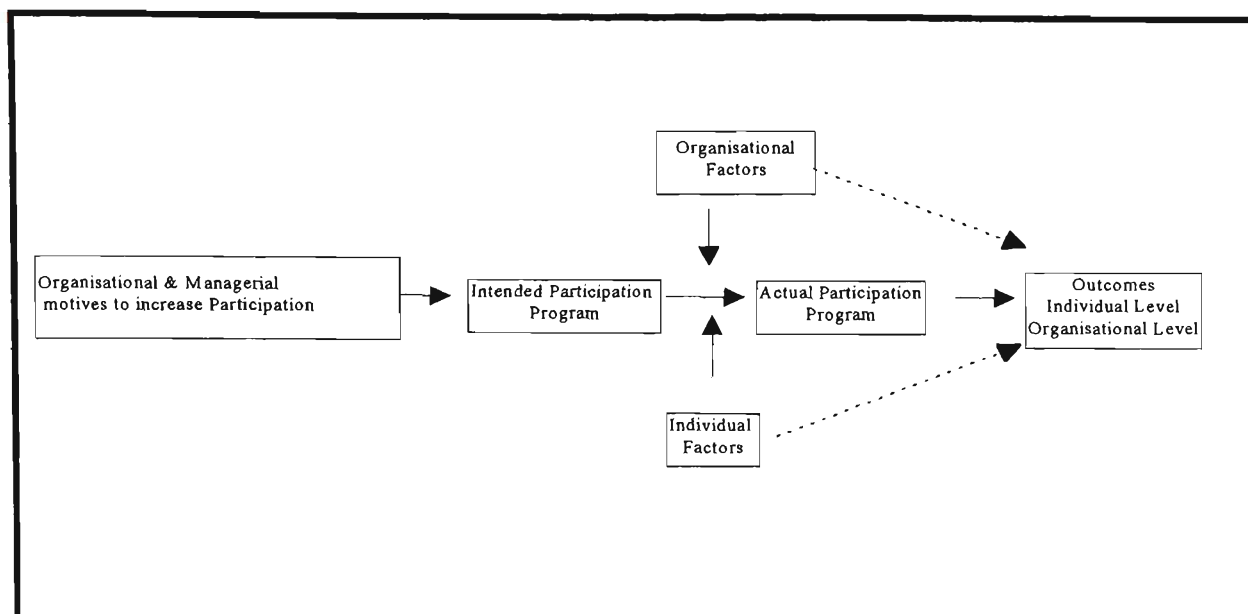 Organisational
Factors
Organisational & Managerial
motives to increase Participation
Intended Participation
Program
Actual Participation
Program
Outcomes
Individual Level
Organisational Level
Individual
Factors